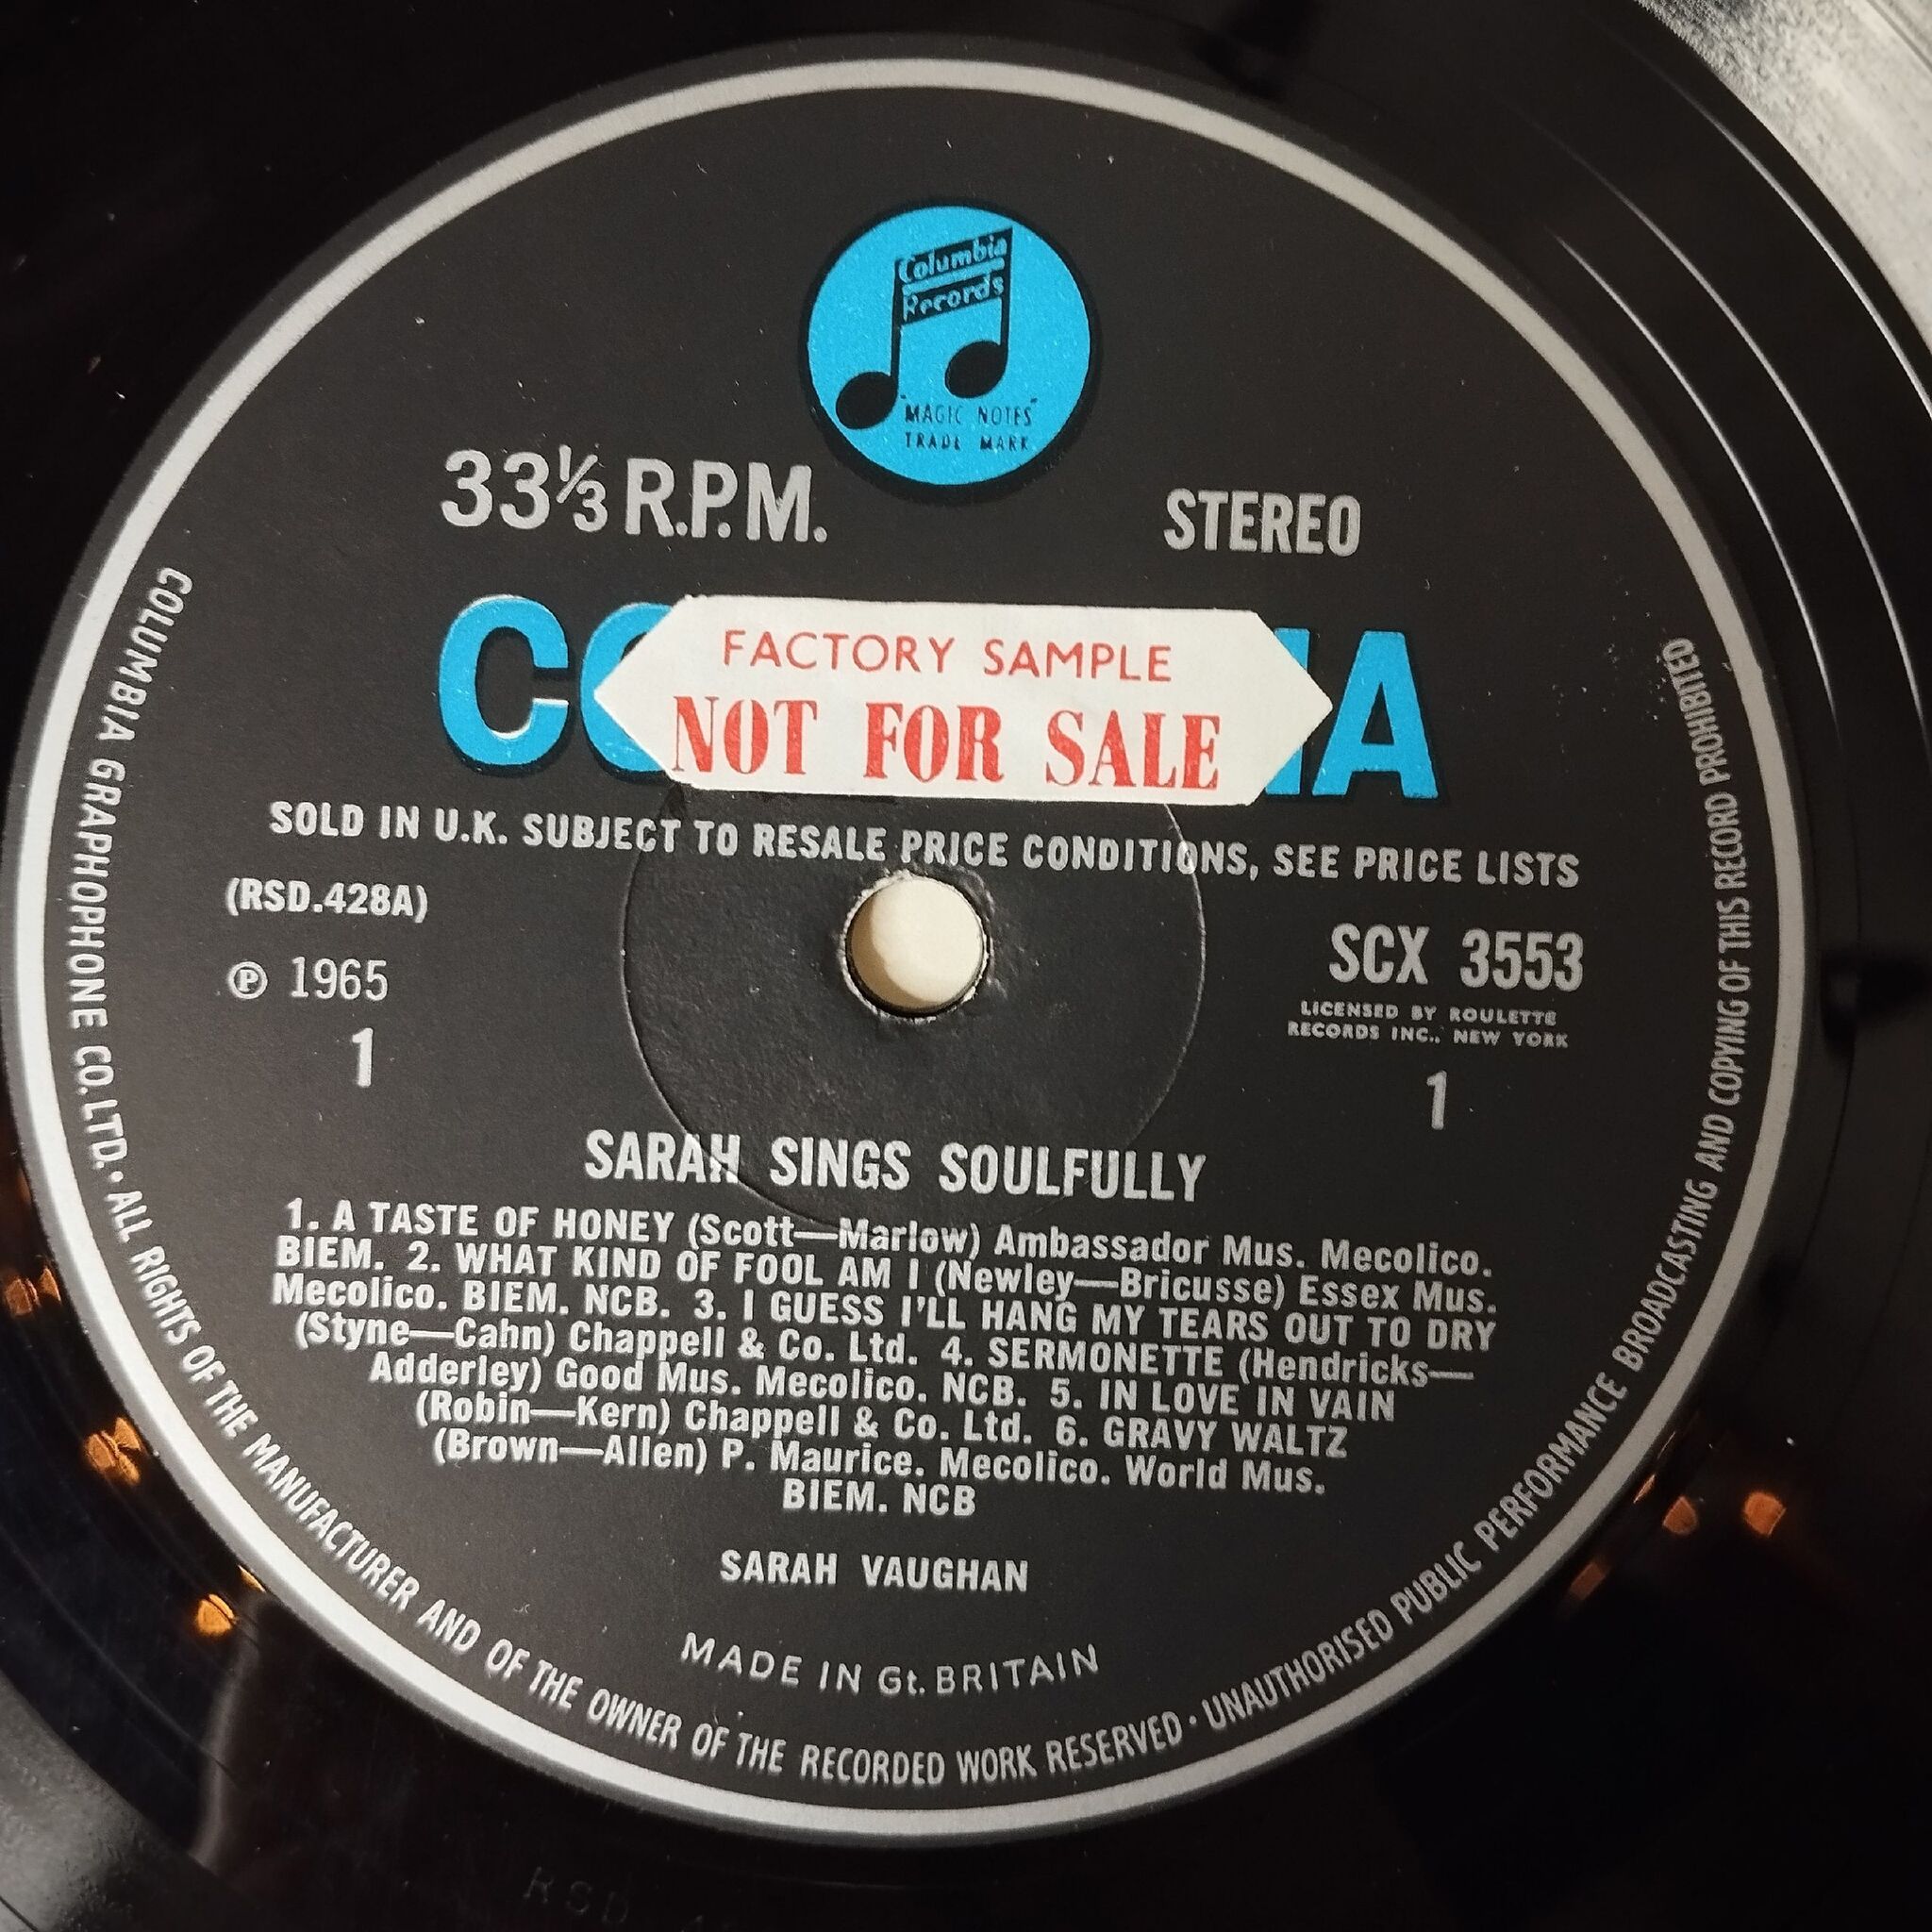 Columbia
Records
"MAGIC NOTES"
TRADE MARK
33⅓ R.P.M.
STEREO
FACTORY SAMPLE
NOT FOR SALE
SOLD IN U.K. SUBJECT TO RESALE PRICE CONDITIONS, SEE PRICE LISTS
(RSD.428A)
℗ 1965
1
SCX 3553
LICENSED BY ROULETTE
RECORDS INC., NEW YORK
1
SARAH SINGS SOULFULLY
1. A TASTE OF HONEY (Scott—Marlow) Ambassador Mus. Mecolico.
BIEM. 2. WHAT KIND OF FOOL AM I (Newley—Bricusse) Essex Mus.
Mecolico. BIEM. NCB. 3. I GUESS I'LL HANG MY TEARS OUT TO DRY
(Styne—Cahn) Chappell & Co. Ltd. 4. SERMONETTE (Hendricks—
Adderley) Good Mus. Mecolico. NCB. 5. IN LOVE IN VAIN
(Robin—Kern) Chappell & Co. Ltd. 6. GRAVY WALTZ
(Brown—Allen) P. Maurice. Mecolico. World Mus.
BIEM. NCB
SARAH VAUGHAN
MADE IN Gt. BRITAIN
COLUMBIA GRAPHOPHONE CO. LTD. · ALL RIGHTS OF THE MANUFACTURER AND OF THE OWNER OF THE RECORDED WORK RESERVED · UNAUTHORISED PUBLIC PERFORMANCE BROADCASTING AND COPYING OF THIS RECORD PROHIBITED
RSD